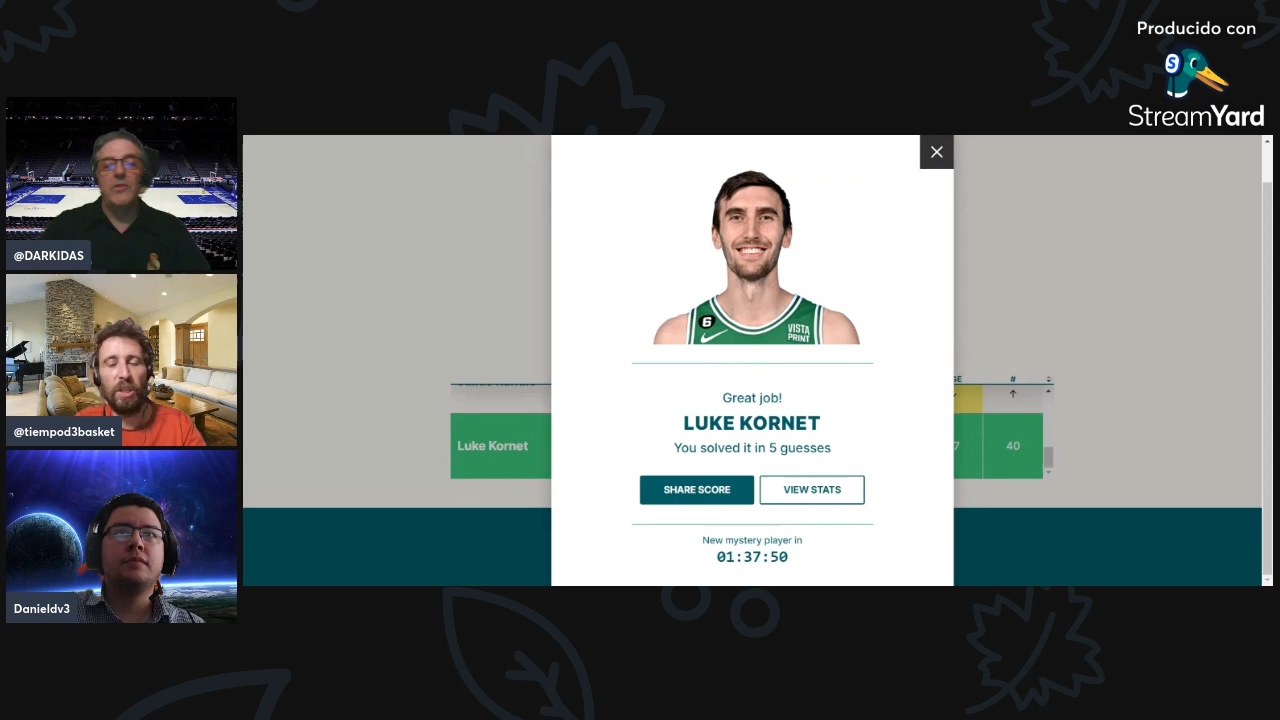 Producido con
StreamYard
@DARKIDAS
@tiempod3basket
Danieldv3
6
VISTA
PRINT
Great job!
LUKE KORNET
You solved it in 5 guesses
SHARE SCORE
VIEW STATS
New mystery player in
01:37:50
#
Luke Kornet
40